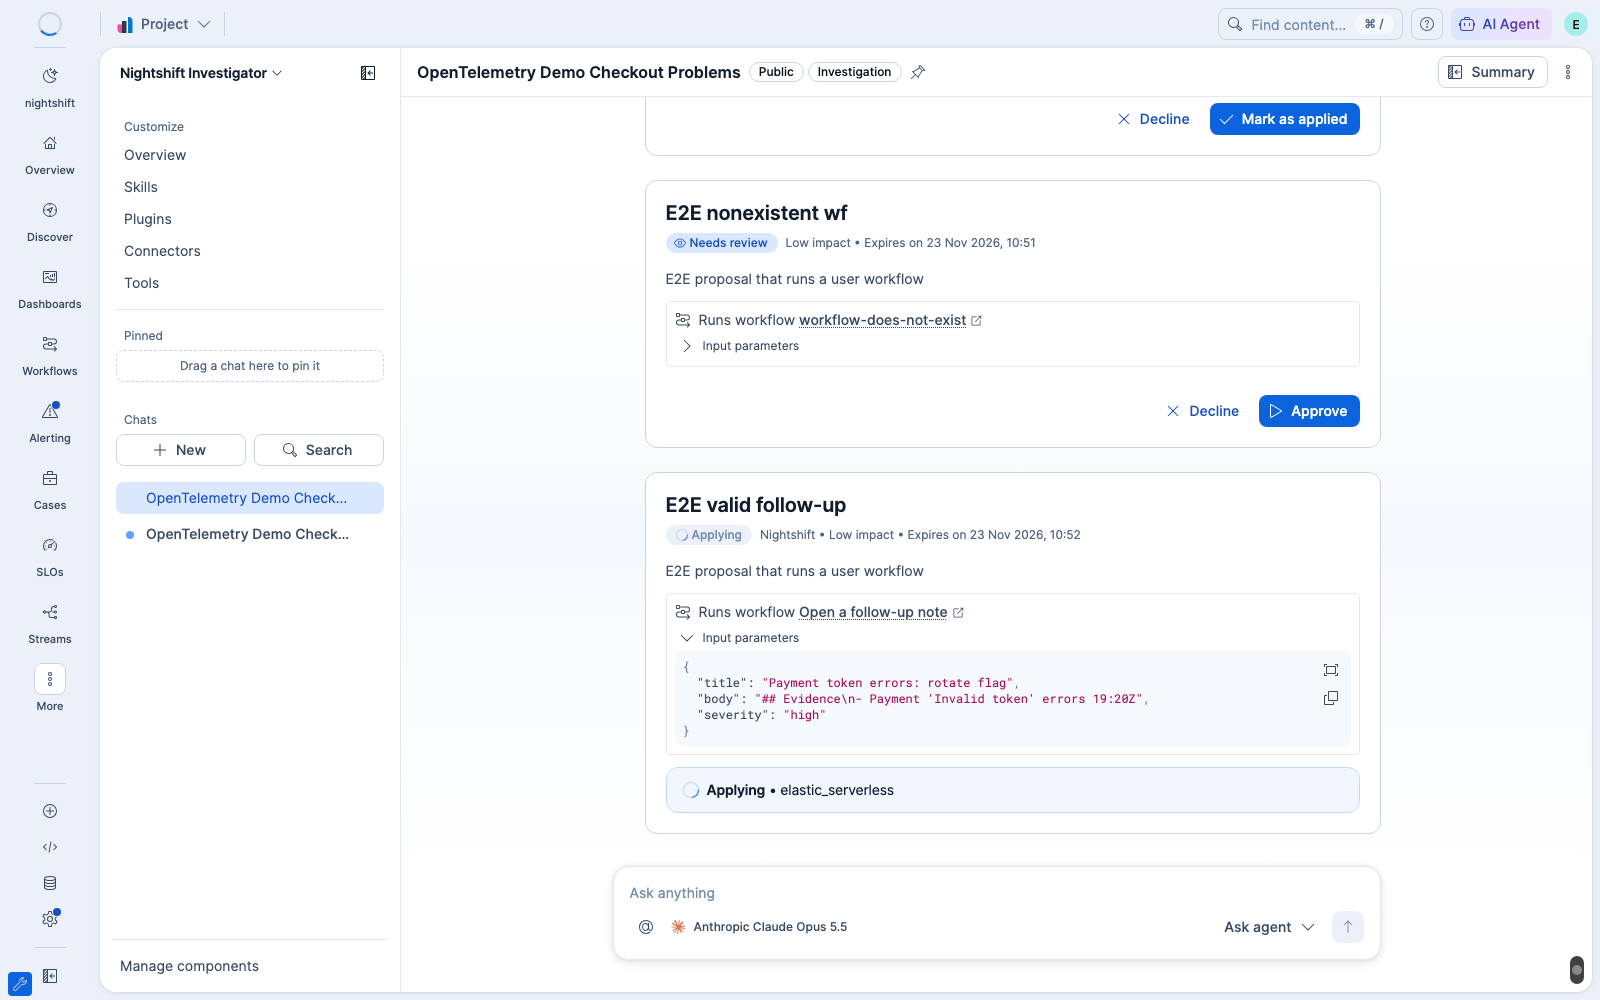 Project
Find content...
⌘ /
AI Agent
E
nightshift
Overview
Discover
Dashboards
Workflows
Alerting
Cases
SLOs
Streams
More
Nightshift Investigator
Customize
Overview
Skills
Plugins
Connectors
Tools
Pinned
Drag a chat here to pin it
Chats
New
Search
OpenTelemetry Demo Check...
OpenTelemetry Demo Check...
Manage components
OpenTelemetry Demo Checkout Problems
Public
Investigation
Summary
Decline
Mark as applied
E2E nonexistent wf
Needs review
Low impact • Expires on 23 Nov 2026, 10:51
E2E proposal that runs a user workflow
Runs workflow workflow-does-not-exist
Input parameters
Decline
Approve
E2E valid follow-up
Applying
Nightshift • Low impact • Expires on 23 Nov 2026, 10:52
E2E proposal that runs a user workflow
Runs workflow Open a follow-up note
Input parameters
{
"title": "Payment token errors: rotate flag",
"body": "## Evidence\n- Payment 'Invalid token' errors 19:20Z",
"severity": "high"
}
Applying • elastic_serverless
Ask anything
@
Anthropic Claude Opus 5.5
Ask agent